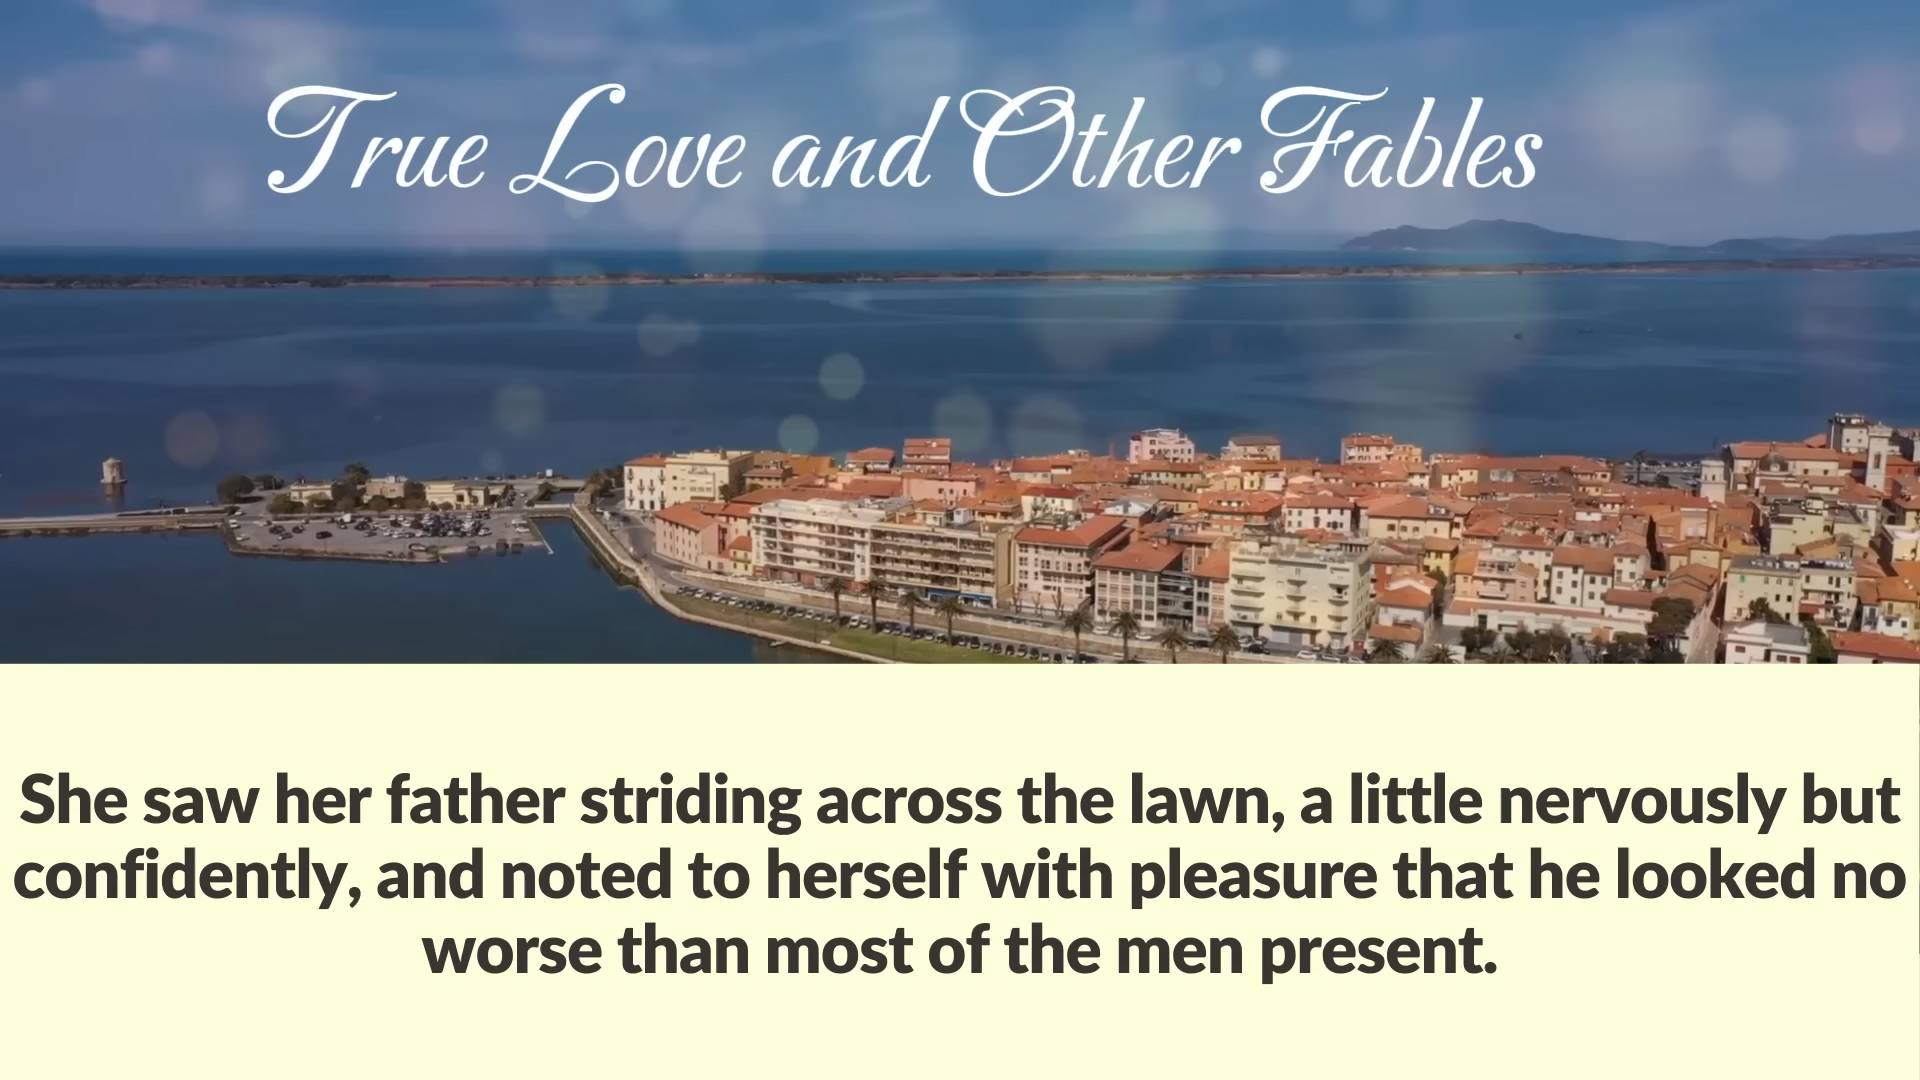 True Love and Other Fables
She saw her father striding across the lawn, a little nervously but
confidently, and noted to herself with pleasure that he looked no
worse than most of the men present.